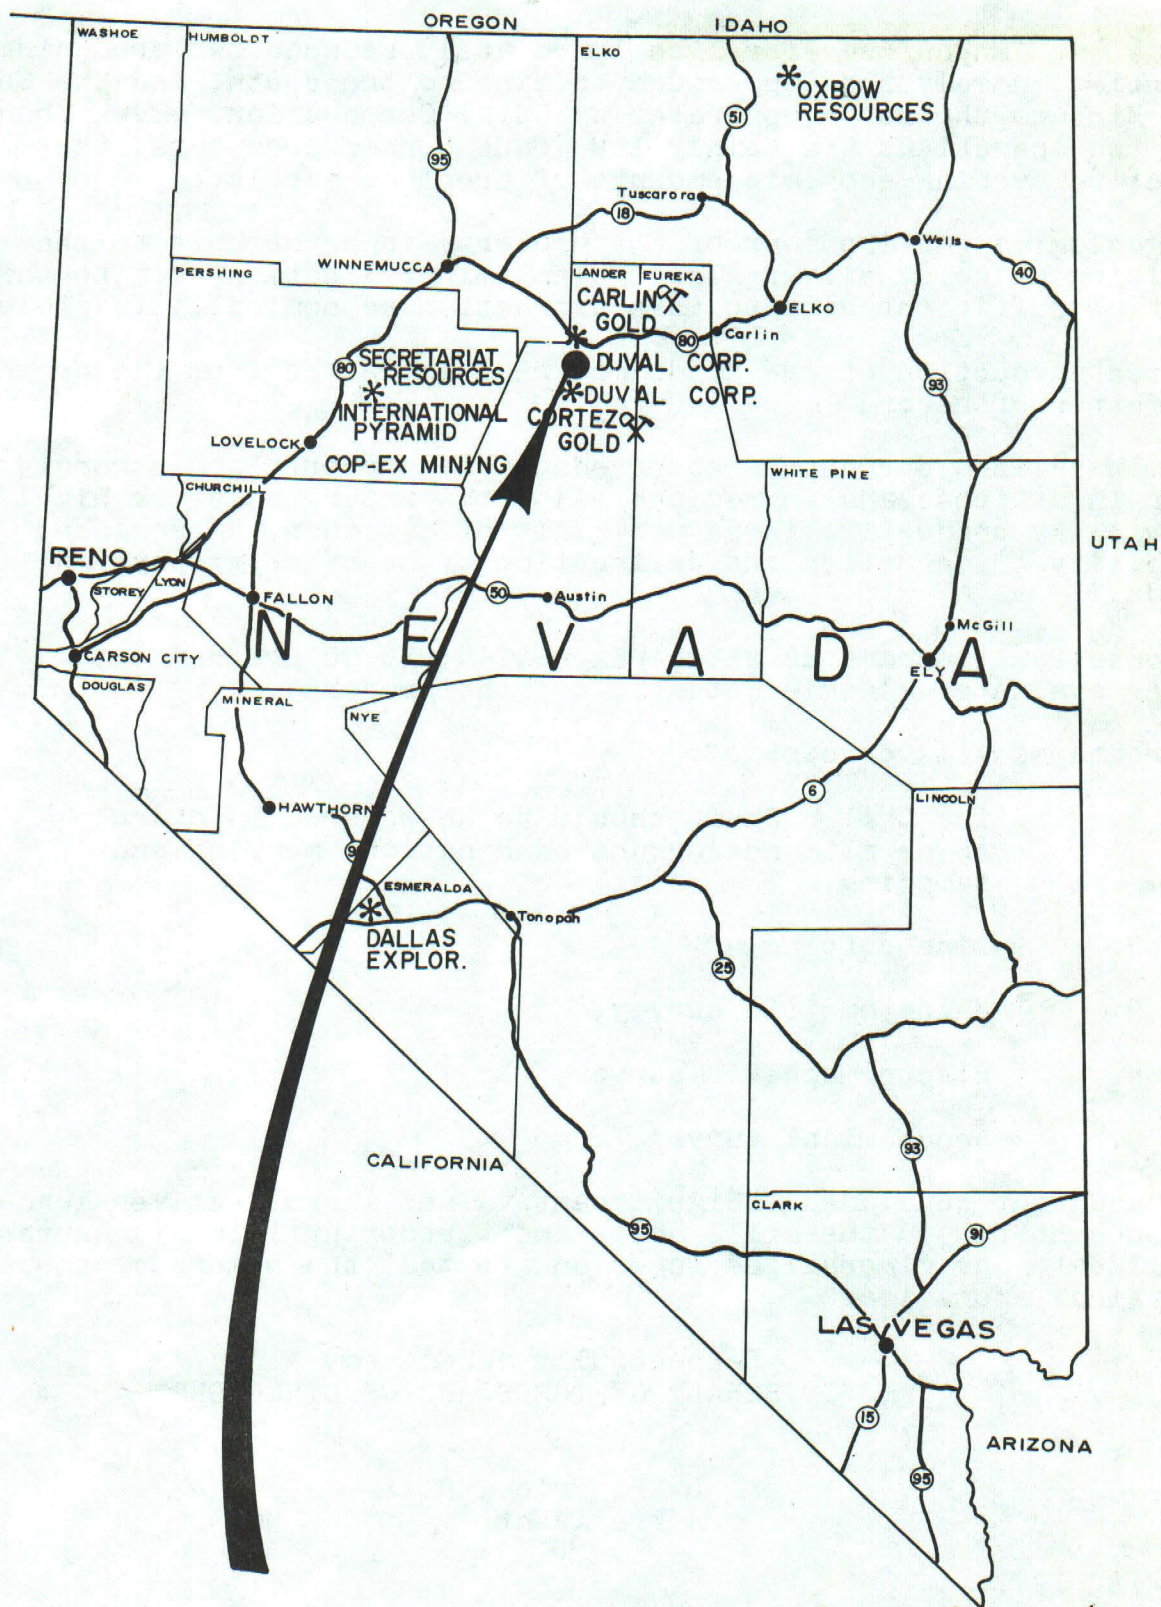 OREGON
IDAHO
WASHOE
HUMBOLDT
ELKO
OXBOW
RESOURCES
51
95
Tuscarora
18
Wells
WINNEMUCCA
PERSHING
LANDER
EUREKA
40
CARLIN
GOLD
ELKO
Carlin
80
SECRETARIAT
RESOURCES
80
DUVAL CORP.
DUVAL CORP.
93
INTERNATIONAL
PYRAMID
CORTEZ
GOLD
LOVELOCK
COP-EX MINING
WHITE PINE
CHURCHILL
UTAH
RENO
STOREY
LYON
FALLON
50
Austin
McGill
NEVADA
CARSON CITY
ELY
DOUGLAS
MINERAL
NYE
6
LINCOLN
HAWTHORNE
ESMERALDA
Tonopah
DALLAS
EXPLOR.
25
93
CALIFORNIA
CLARK
95
91
LAS VEGAS
15
ARIZONA
95